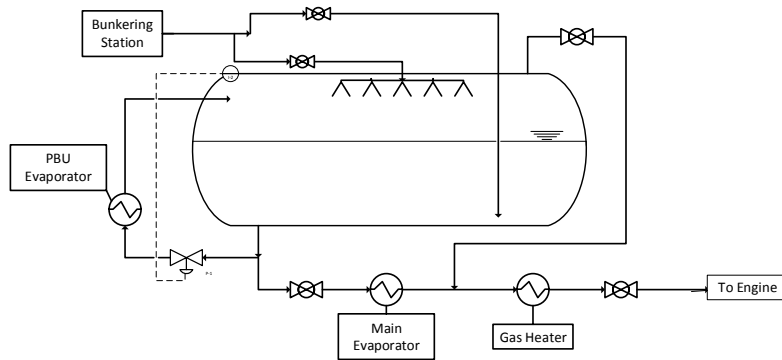 Bunkering
Station
PBU
Evaporator
To Engine
Main
Evaporator
Gas Heater